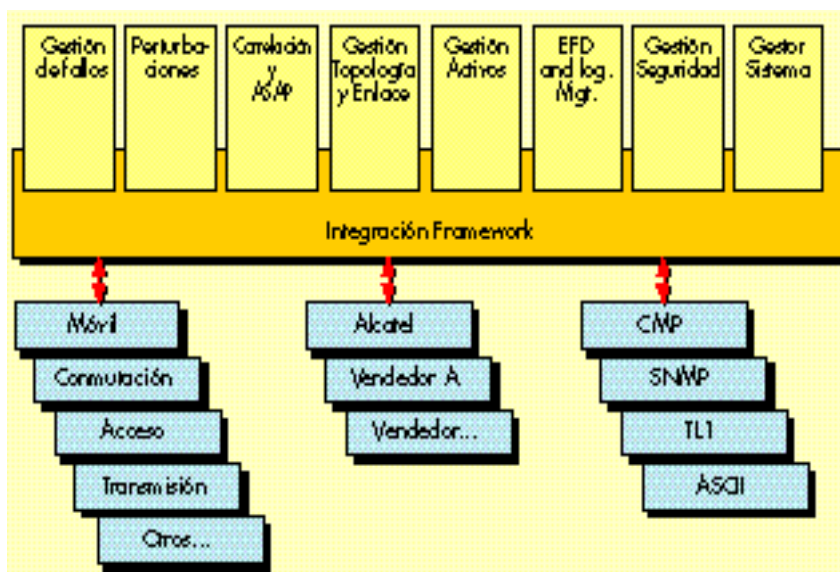 Gestión
de fallos
Perturba-
ciones
Correlación
y
ASAP
Gestión
Topología
y Enlace
Gestión
Activos
EFD
and log.
Mgt.
Gestión
Seguridad
Gestor
Sistema
Integración Framework
Móvil
Conmutación
Acceso
Transmisión
Otros...
Alcatel
Vendedor A
Vendedor...
CMIP
SNMP
TL1
ASCII